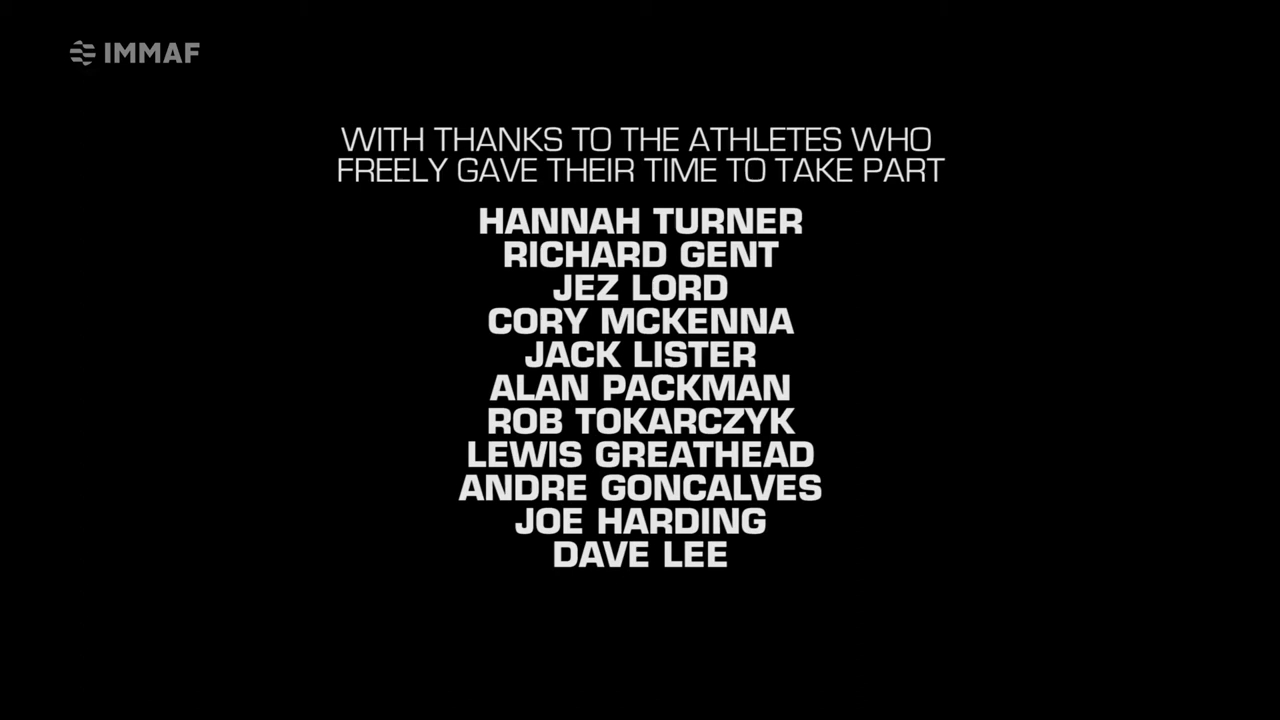 IMMAF
WITH THANKS TO THE ATHLETES WHO
FREELY GAVE THEIR TIME TO TAKE PART
HANNAH TURNER
RICHARD GENT
JEZ LORD
CORY MCKENNA
JACK LISTER
ALAN PACKMAN
ROB TOKARCZYK
LEWIS GREATHEAD
ANDRE GONCALVES
JOE HARDING
DAVE LEE